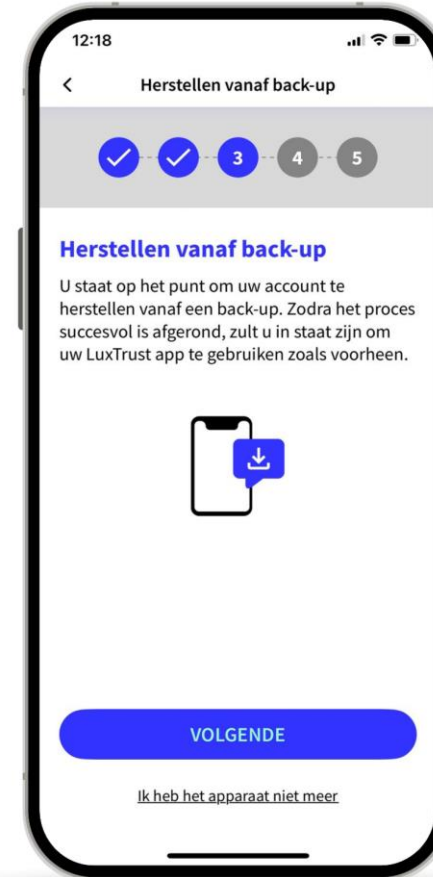 12:18
Herstellen vanaf back-up
3 4 5
Herstellen vanaf back-up
U staat op het punt om uw account te
herstellen vanaf een back-up. Zodra het proces
succesvol is afgerond, zult u in staat zijn om
uw LuxTrust app te gebruiken zoals voorheen.
VOLGENDE
Ik heb het apparaat niet meer